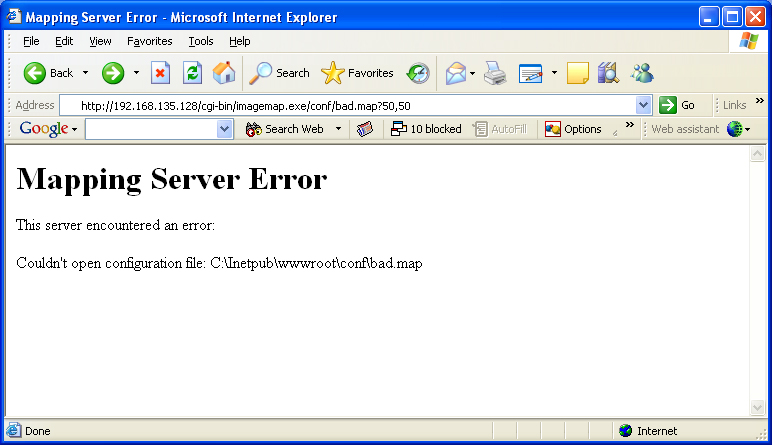 Mapping Server Error - Microsoft Internet Explorer
File Edit View Favorites Tools Help
Back Search Favorites
Address http://192.168.135.128/cgi-bin/imagemap.exe/conf/bad.map?50,50 Go Links »
Google Search Web 10 blocked AutoFill Options » Web assistant
Mapping Server Error
This server encountered an error:
Couldn't open configuration file: C:\Inetpub\wwwroot\conf\bad.map
Done Internet